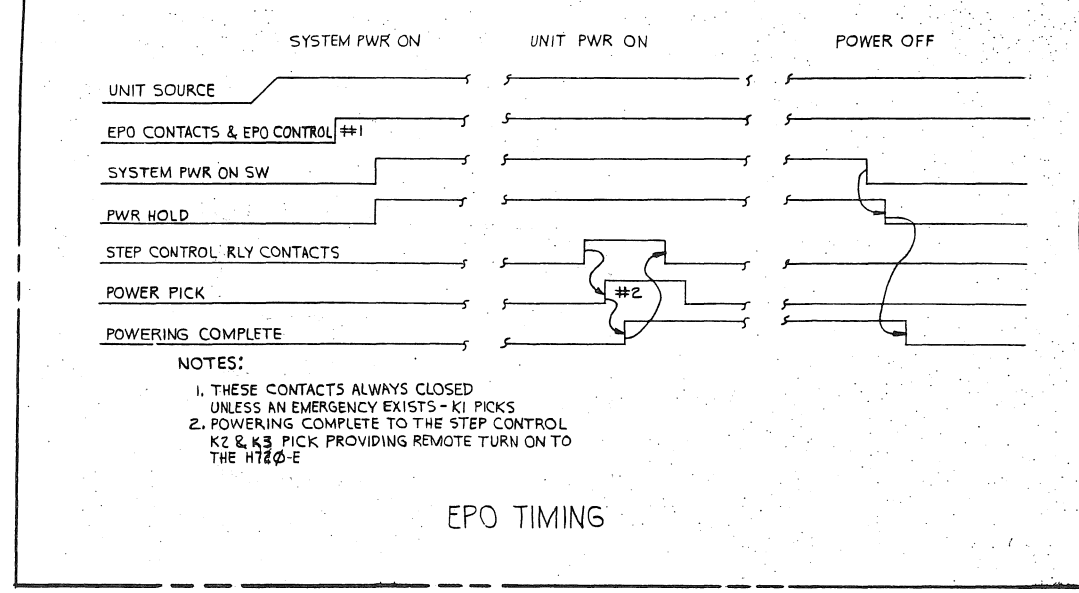 SYSTEM PWR ON UNIT PWR ON POWER OFF
UNIT SOURCE
EPO CONTACTS & EPO CONTROL #1
SYSTEM PWR ON SW
PWR HOLD
STEP CONTROL RLY CONTACTS
POWER PICK #2
POWERING COMPLETE
NOTES:
1. THESE CONTACTS ALWAYS CLOSED
UNLESS AN EMERGENCY EXISTS - K1 PICKS
2. POWERING COMPLETE TO THE STEP CONTROL
K2 & K3 PICK PROVIDING REMOTE TURN ON TO
THE H720-E
EPO TIMING